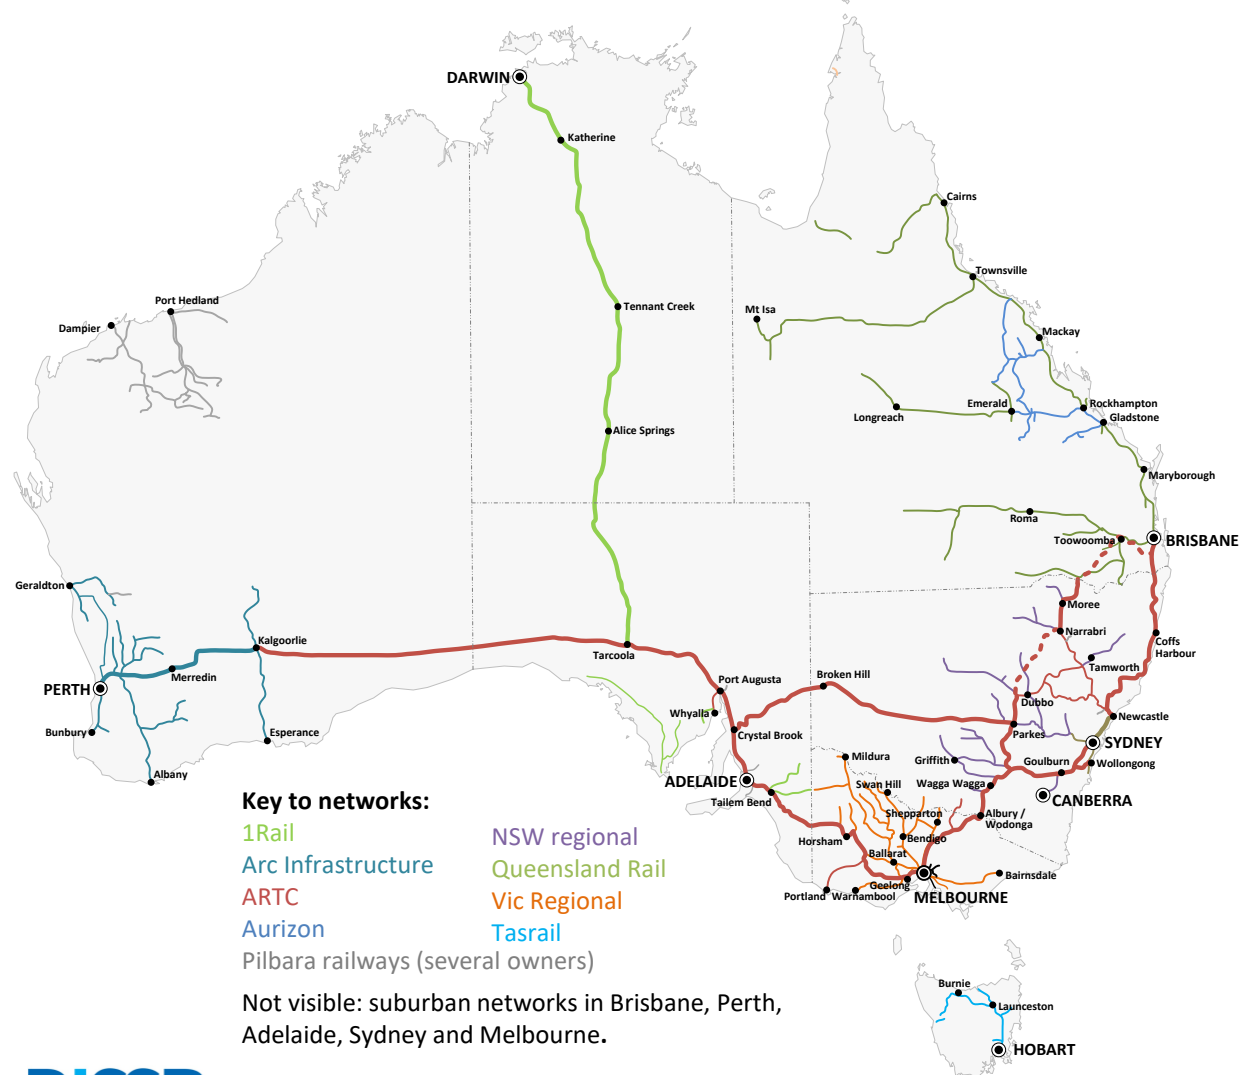 DARWIN
Katherine
Cairns
Townsville
Tennant Creek
Mt Isa
Port Hedland
Dampier
Mackay
Emerald
Rockhampton
Longreach
Gladstone
Alice Springs
Maryborough
Roma
Toowoomba
BRISBANE
Geraldton
Moree
Narrabri
Kalgoorlie
Coffs
Harbour
Tarcoola
Tamworth
Merredin
PERTH
Port Augusta
Broken Hill
Dubbo
Whyalla
Newcastle
Bunbury
Esperance
Crystal Brook
Parkes
SYDNEY
Mildura
Griffith
Goulburn
Wollongong
Albany
ADELAIDE
Swan Hill
Wagga Wagga
CANBERRA
Tailem Bend
Shepparton
Albury /
Wodonga
Horsham
Bendigo
Ballarat
Bairnsdale
Geelong
Portland
Warnambool
MELBOURNE
Key to networks:
1Rail
Arc Infrastructure
ARTC
Aurizon
Pilbara railways (several owners)
NSW regional
Queensland Rail
Vic Regional
Tasrail
Not visible: suburban networks in Brisbane, Perth,
Adelaide, Sydney and Melbourne.
Burnie
Launceston
HOBART